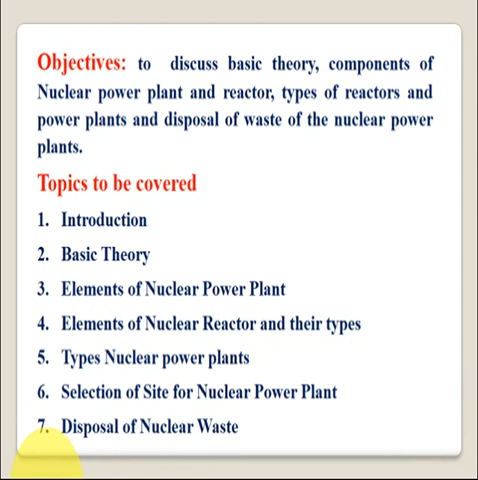 Objectives: to discuss basic theory, components of
Nuclear power plant and reactor, types of reactors and
power plants and disposal of waste of the nuclear power
plants.
Topics to be covered
1. Introduction
2. Basic Theory
3. Elements of Nuclear Power Plant
4. Elements of Nuclear Reactor and their types
5. Types Nuclear power plants
6. Selection of Site for Nuclear Power Plant
7. Disposal of Nuclear Waste